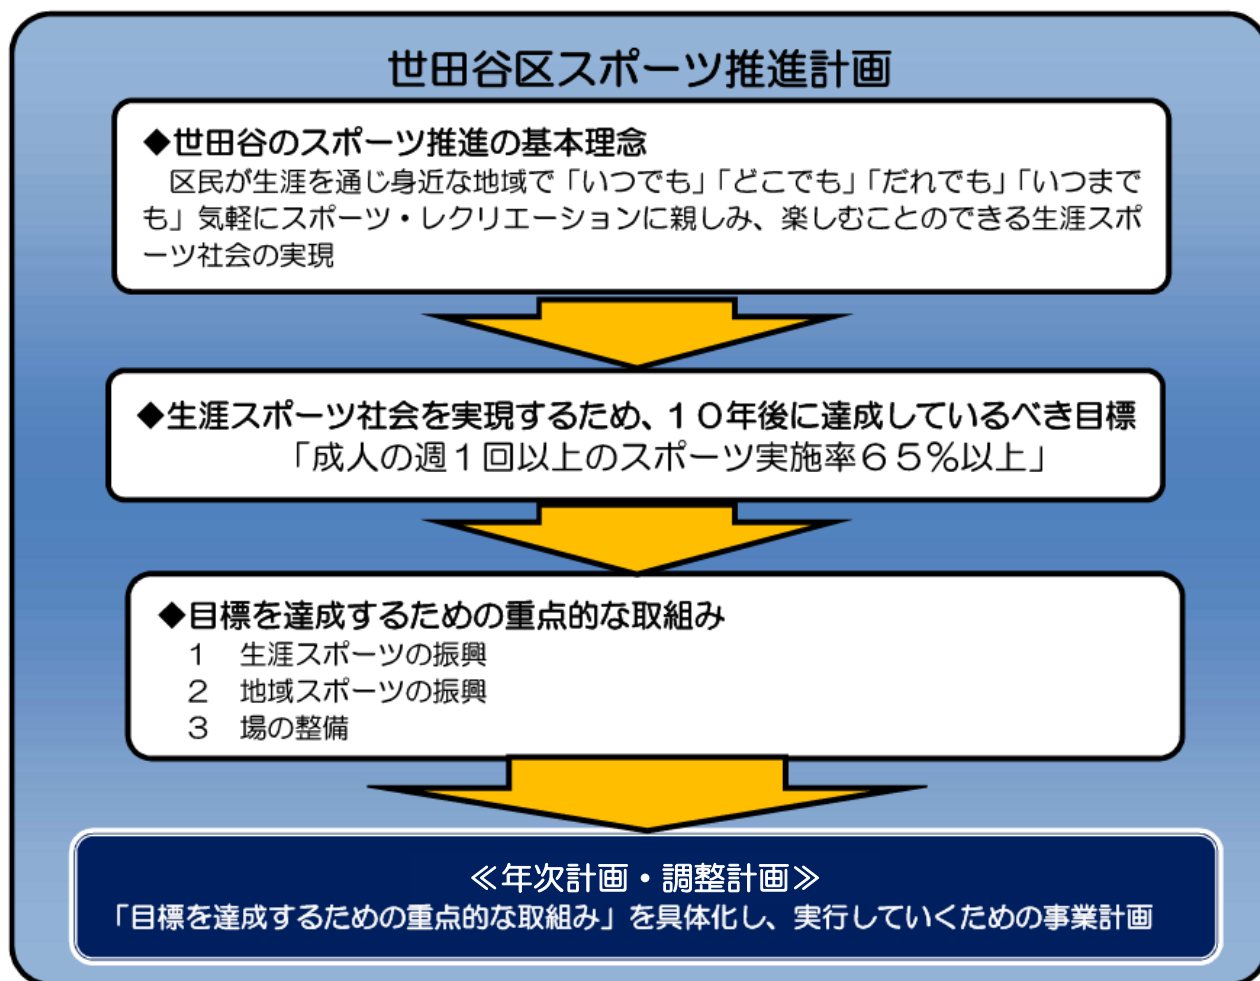 世田谷区スポーツ推進計画
◆世田谷のスポーツ推進の基本理念
　区民が生涯を通じ身近な地域で「いつでも」「どこでも」「だれでも」「いつまで
も」気軽にスポーツ・レクリエーションに親しみ、楽しむことのできる生涯スポ
ーツ社会の実現
◆生涯スポーツ社会を実現するため、１０年後に達成しているべき目標
「成人の週１回以上のスポーツ実施率６５％以上」
◆目標を達成するための重点的な取組み
１　生涯スポーツの振興
２　地域スポーツの振興
３　場の整備
≪年次計画・調整計画≫
「目標を達成するための重点的な取組み」を具体化し、実行していくための事業計画